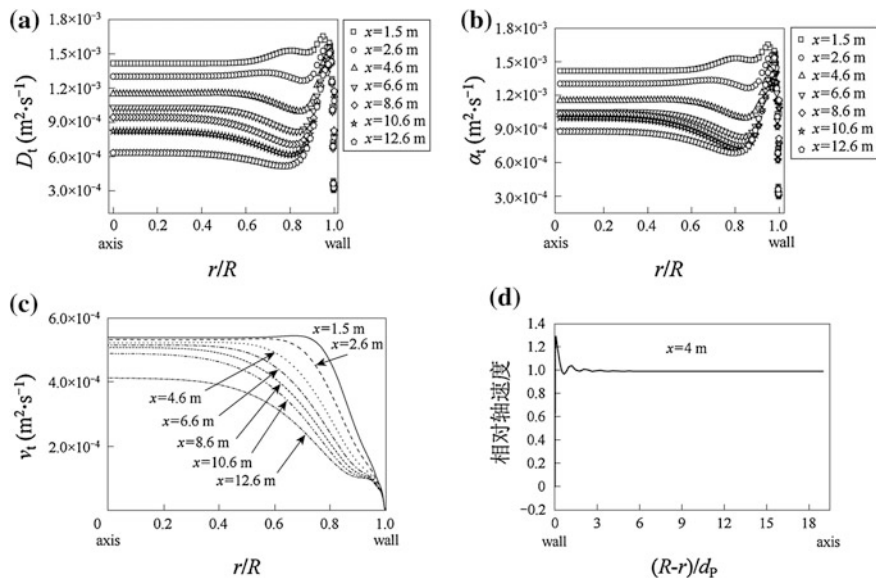 (a)
1.8×10⁻³
1.5×10⁻³
1.2×10⁻³
9.0×10⁻⁴
6.0×10⁻⁴
3.0×10⁻⁴
Dt (m²·s⁻¹)
0 0.2 0.4 0.6 0.8 1.0
axis wall
r/R
x=1.5 m
x=2.6 m
x=4.6 m
x=6.6 m
x=8.6 m
x=10.6 m
x=12.6 m
(b)
1.8×10⁻³
1.5×10⁻³
1.2×10⁻³
9.0×10⁻⁴
6.0×10⁻⁴
3.0×10⁻⁴
αt (m²·s⁻¹)
0 0.2 0.4 0.6 0.8 1.0
axis wall
r/R
x=1.5 m
x=2.6 m
x=4.6 m
x=6.6 m
x=8.6 m
x=10.6 m
x=12.6 m
(c)
6.0×10⁻⁴
4.0×10⁻⁴
2.0×10⁻⁴
νt (m²·s⁻¹)
x=1.5 m
x=2.6 m
x=4.6 m
x=6.6 m
x=8.6 m
x=10.6 m
x=12.6 m
0 0.2 0.4 0.6 0.8 1.0
axis wall
r/R
(d)
1.4
1.2
1.0
0.8
0.6
0.4
0.2
0
−0.2
相对轴速度
x=4 m
0 3 6 9 12 15 18
wall axis
(R-r)/dP